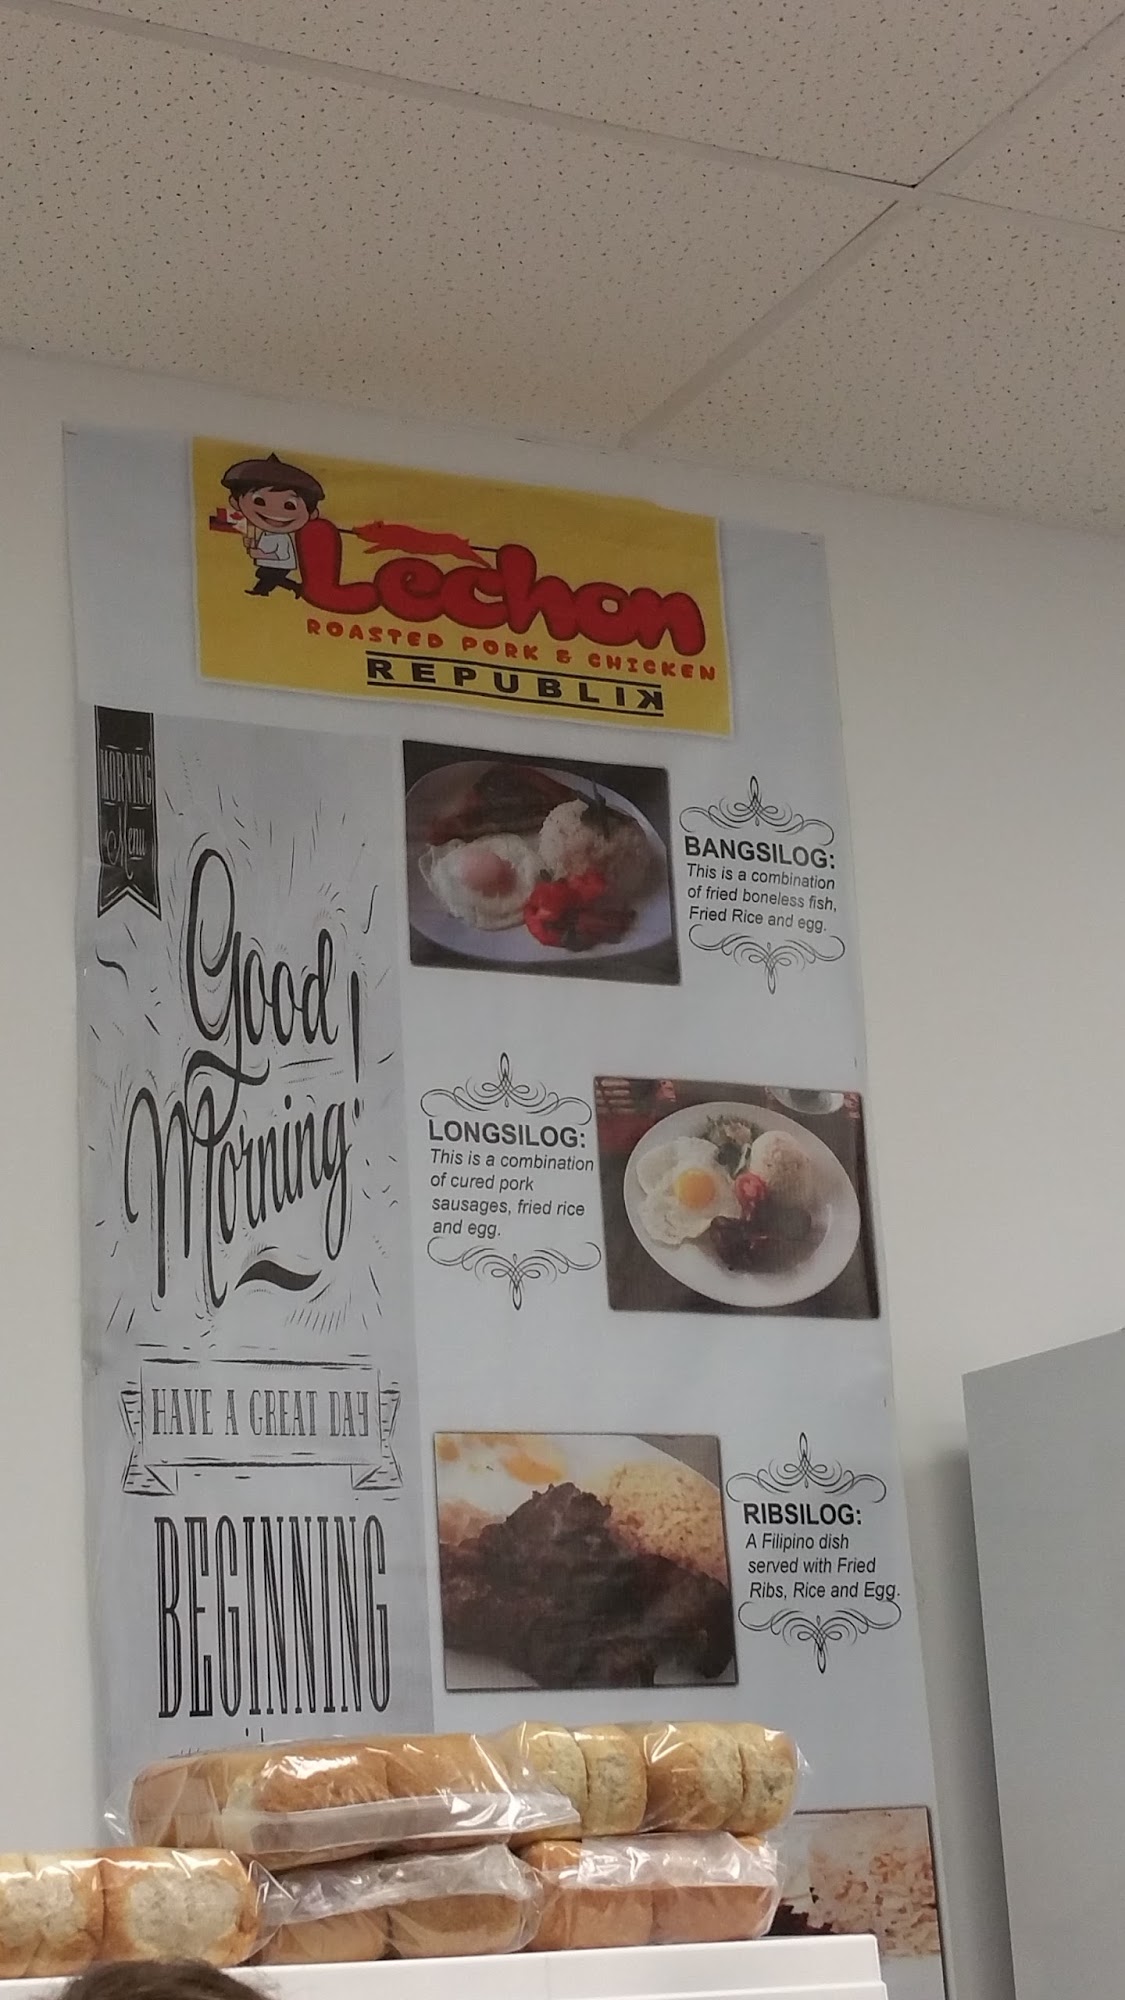 Lechon
ROASTED PORK & CHICKEN
REPUBLIK
MORNING
Menu
Good
Morning!
HAVE A GREAT DAY
BEGINNING
BANGSILOG:
This is a combination
of fried boneless fish,
Fried Rice and egg.
LONGSILOG:
This is a combination
of cured pork
sausages, fried rice
and egg.
RIBSILOG:
A Filipino dish
served with Fried
Ribs, Rice and Egg.